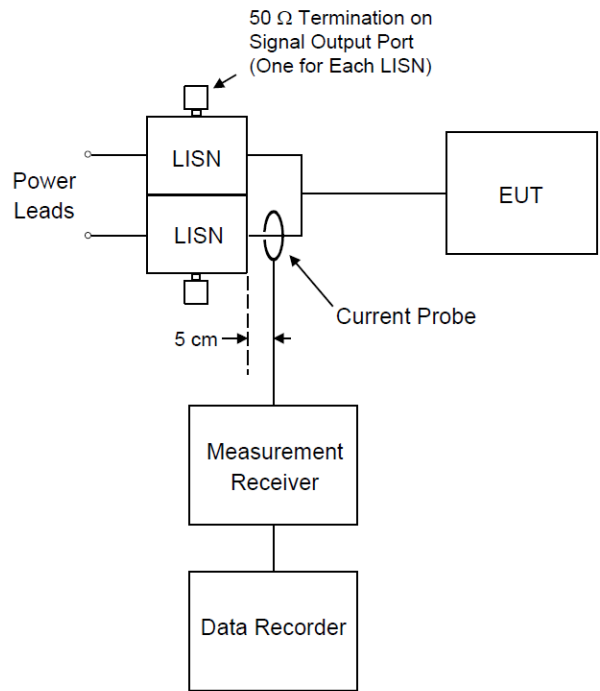 50 Ω Termination on
Signal Output Port
(One for Each LISN)
LISN
Power
Leads
LISN
EUT
Current Probe
5 cm
Measurement
Receiver
Data Recorder